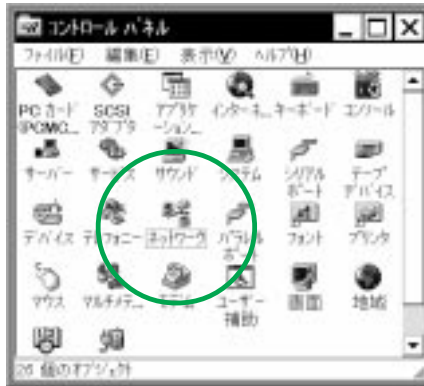 コントロール パネル
ファイル(F) 編集(E) 表示(V) ヘルプ(H)
PC カード (PCMC...
SCSI アダプタ
アプリケーション...
インターネ...
キーボード
コンソール
サーバー
サービス
サウンド
システム
シリアル ポート
テープ デバイス
デバイス
テレフォニー
ネットワーク
パラレル ポート
フォント
プリンタ
マウス
マルチメデ...
モデム
ユーザー 補助
画面
地域
26 個のオブジェクト